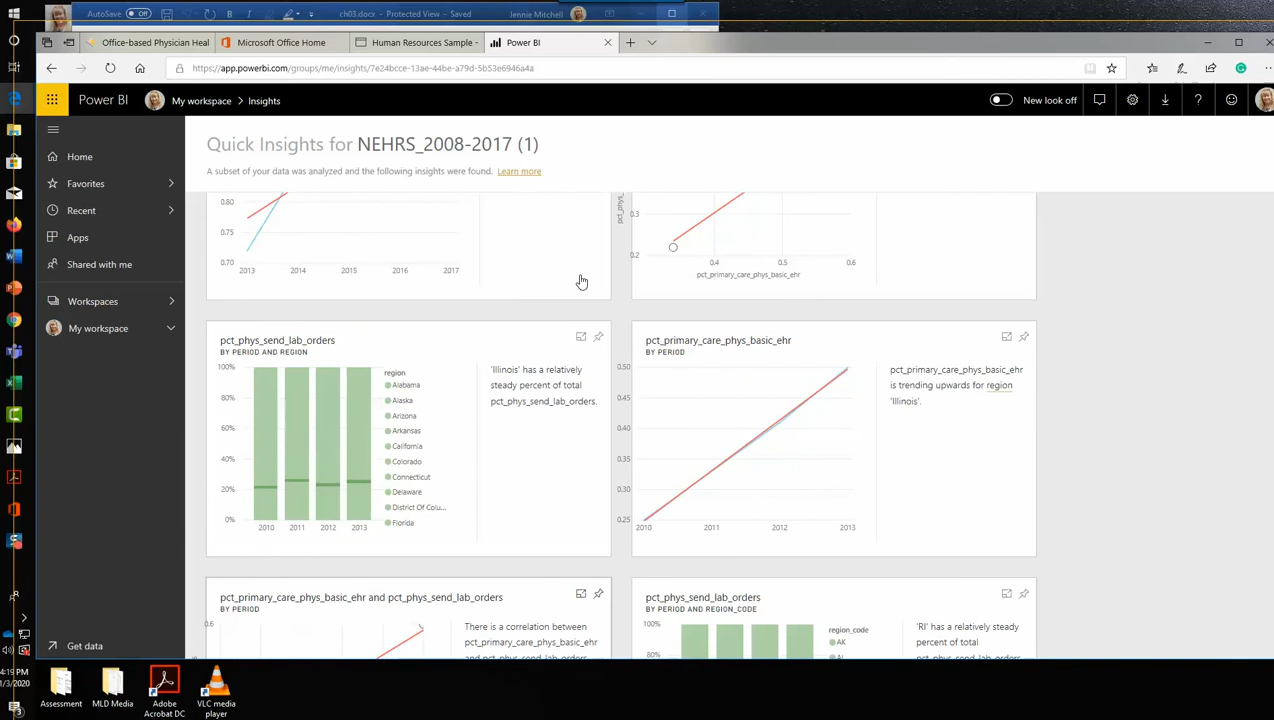 AutoSave Off
ch03.docx - Protected View - Saved
Jennie Mitchell
Office-based Physician Heal
Microsoft Office Home
Human Resources Sample -
Power BI
https://app.powerbi.com/groups/me/insights/7e24bcce-13ae-44be-a79d-5b53e6946a4a
Power BI
My workspace > Insights
New look off
Home
Favorites
Recent
Apps
Shared with me
Workspaces
My workspace
Get data
Quick Insights for NEHRS_2008-2017 (1)
A subset of your data was analyzed and the following insights were found. Learn more
0.80
0.75
0.70
2013 2014 2015 2016 2017
pct_phys_
0.3
0.2
0.4 0.5 0.6
pct_primary_care_phys_basic_ehr
pct_phys_send_lab_orders
BY PERIOD AND REGION
100%
80%
60%
40%
20%
0%
2010 2011 2012 2013
region
Alabama
Alaska
Arizona
Arkansas
California
Colorado
Connecticut
Delaware
District Of Colu...
Florida
'Illinois' has a relatively
steady percent of total
pct_phys_send_lab_orders.
pct_primary_care_phys_basic_ehr
BY PERIOD
0.50
0.45
0.40
0.35
0.30
0.25
2010 2011 2012 2013
pct_primary_care_phys_basic_ehr
is trending upwards for region
'Illinois'.
pct_primary_care_phys_basic_ehr and pct_phys_send_lab_orders
BY PERIOD
0.6
There is a correlation between
pct_primary_care_phys_basic_ehr
and pct_phys_send_lab_orders
pct_phys_send_lab_orders
BY PERIOD AND REGION_CODE
100%
80%
region_code
AK
AL
'RI' has a relatively steady
percent of total
pct_phys_send_lab_orders
4:19 PM
1/3/2020
3
Assessment
MLD Media
Adobe
Acrobat DC
VLC media
player